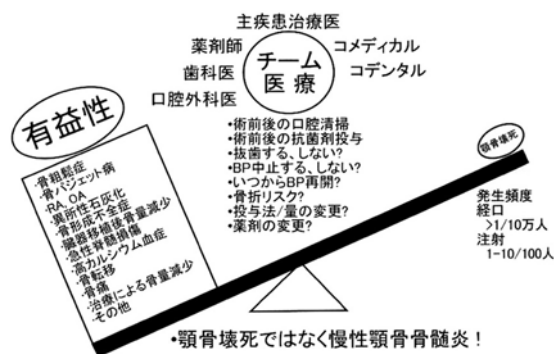 主疾患治療医
薬剤師
コメディカル
チーム
医療
歯科医
コデンタル
口腔外科医
有益性
・骨粗鬆症
・骨パジェット病
・RA、OA
・異所性石灰化
・骨形成不全症
・臓器移植後骨量減少
・急性脊髄損傷
・高カルシウム血症
・骨転移
・骨痛
・治療による骨量減少
・その他
・術前後の口腔清掃
・術前後の抗菌剤投与
・抜歯する、しない?
・BP中止する、しない?
・いつからBP再開?
・骨折リスク?
・投与法/量の変更?
・薬剤の変更?
顎骨壊死
発生頻度
経口
>1/10万人
注射
1-10/100人
・顎骨壊死ではなく慢性顎骨骨髄炎！